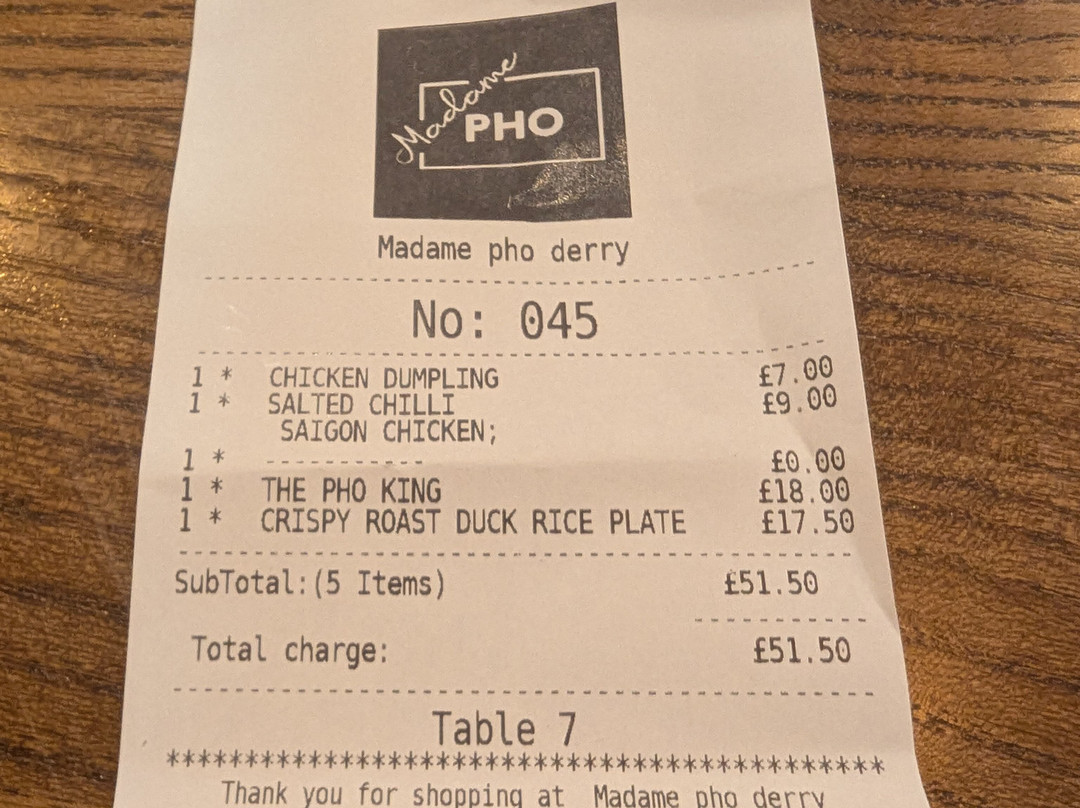 Madame
PHO
Madame pho derry
No: 045
1 * CHICKEN DUMPLING £7.00
1 * SALTED CHILLI £9.00
SAIGON CHICKEN;
1 * ----------- £0.00
1 * THE PHO KING £18.00
1 * CRISPY ROAST DUCK RICE PLATE £17.50
SubTotal:(5 Items) £51.50
Total charge: £51.50
Table 7
******************************************
Thank you for shopping at Madame pho derry